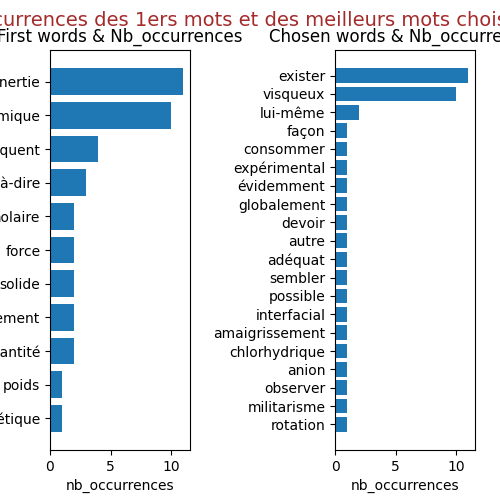 currences des 1ers mots et des meilleurs mots chois
First words & Nb_occurrences
Chosen words & Nb_occurre
nertie
mique
quent
à-dire
olaire
force
solide
ement
antité
poids
étique
0 5 10
nb_occurrences
exister
visqueux
lui-même
façon
consommer
expérimental
évidemment
globalement
devoir
autre
adéquat
sembler
possible
interfacial
amaigrissement
chlorhydrique
anion
observer
militarisme
rotation
0 5 10
nb_occurrences